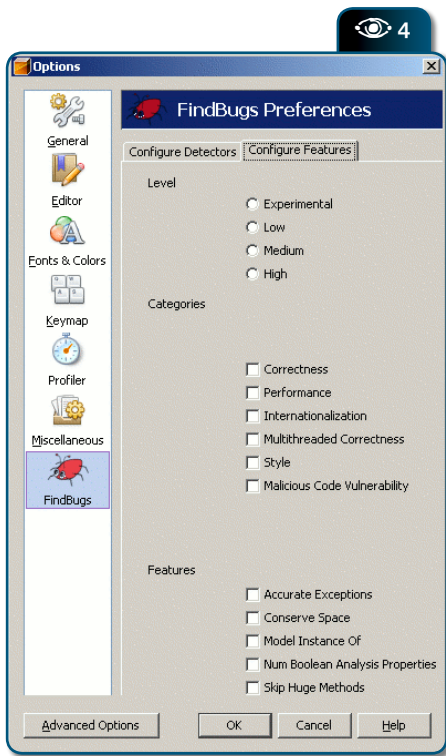 4
Options
General
Editor
Fonts & Colors
Keymap
Profiler
Miscellaneous
FindBugs
FindBugs Preferences
Configure Detectors Configure Features
Level
Experimental
Low
Medium
High
Categories
Correctness
Performance
Internationalization
Multithreaded Correctness
Style
Malicious Code Vulnerability
Features
Accurate Exceptions
Conserve Space
Model Instance Of
Num Boolean Analysis Properties
Skip Huge Methods
Advanced Options OK Cancel Help